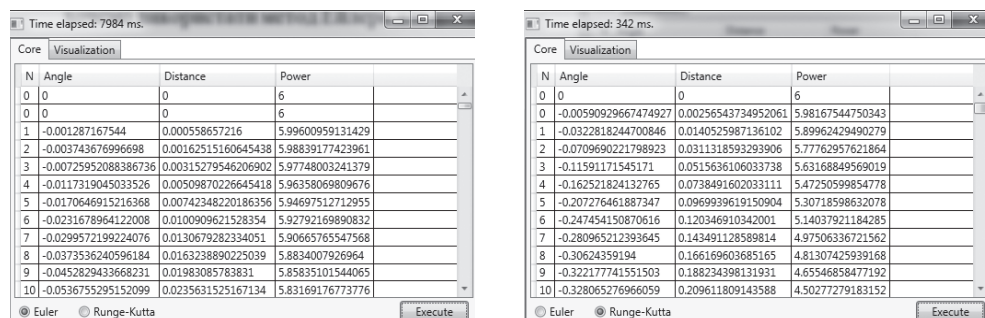 Time elapsed: 7984 ms.
Core Visualization
N Angle Distance Power
0 0 0 6
0 0 0 6
1 -0.001287167544 0.000558657216 5.99600959131429
2 -0.003743676996698 0.00162515160645438 5.98839177423961
3 -0.00725952088386736 0.00315279546206902 5.97748003241379
4 -0.0117319045033526 0.00509870226645418 5.96358069809676
5 -0.0170646915216368 0.00742348220186356 5.94697512712955
6 -0.0231678964122008 0.0100909621528354 5.92792169890832
7 -0.0299572199224076 0.0130679282334051 5.90665765547568
8 -0.0373536240596184 0.0163238890225039 5.8834007926964
9 -0.0452829433668231 0.01983085783831 5.85835101544065
10 -0.0536755295152099 0.0235631525167134 5.83169176773776
Euler Runge-Kutta Execute
Time elapsed: 342 ms.
Core Visualization
N Angle Distance Power
0 0 0 6
0 -0.00590929667474927 0.00256543734952061 5.98167544750343
1 -0.0322818244700846 0.0140525987136102 5.89962429490279
2 -0.0709690221798923 0.0311318593293906 5.77762957621864
3 -0.11591171545171 0.0515636106033738 5.63168849569019
4 -0.162521824132765 0.0738491602033111 5.47250599854778
5 -0.207276461887347 0.0969939619150904 5.30718598632078
6 -0.247454150870616 0.120346910342001 5.14037921184285
7 -0.280965212393645 0.143491128589814 4.97506336721562
8 -0.30624359194 0.166169603685165 4.81307425939168
9 -0.322177741551503 0.188234398131931 4.65546858477192
10 -0.328065276966059 0.209611809143588 4.50277279183152
Euler Runge-Kutta Execute